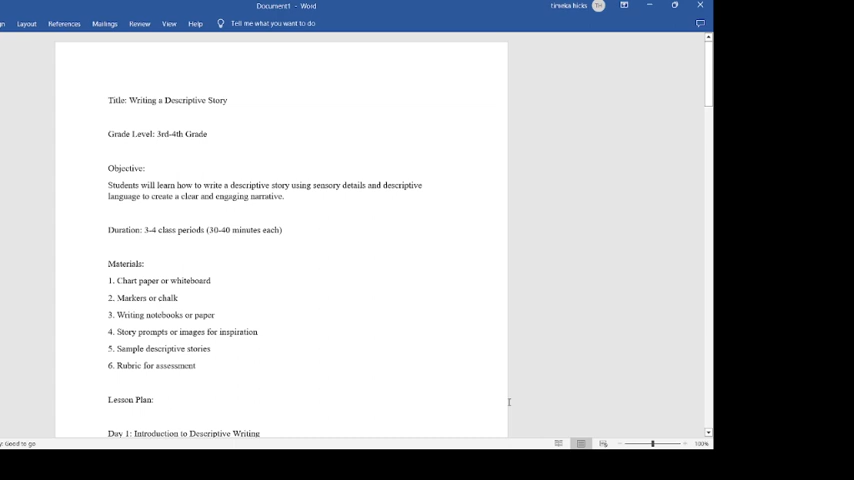 Document1 - Word
timeka hicks
TH
Layout
References
Mailings
Review
View
Help
Tell me what you want to do
Title: Writing a Descriptive Story
Grade Level: 3rd-4th Grade
Objective:
Students will learn how to write a descriptive story using sensory details and descriptive
language to create a clear and engaging narrative.
Duration: 3-4 class periods (30-40 minutes each)
Materials:
1. Chart paper or whiteboard
2. Markers or chalk
3. Writing notebooks or paper
4. Story prompts or images for inspiration
5. Sample descriptive stories
6. Rubric for assessment
Lesson Plan:
Day 1: Introduction to Descriptive Writing
Good to go
100%